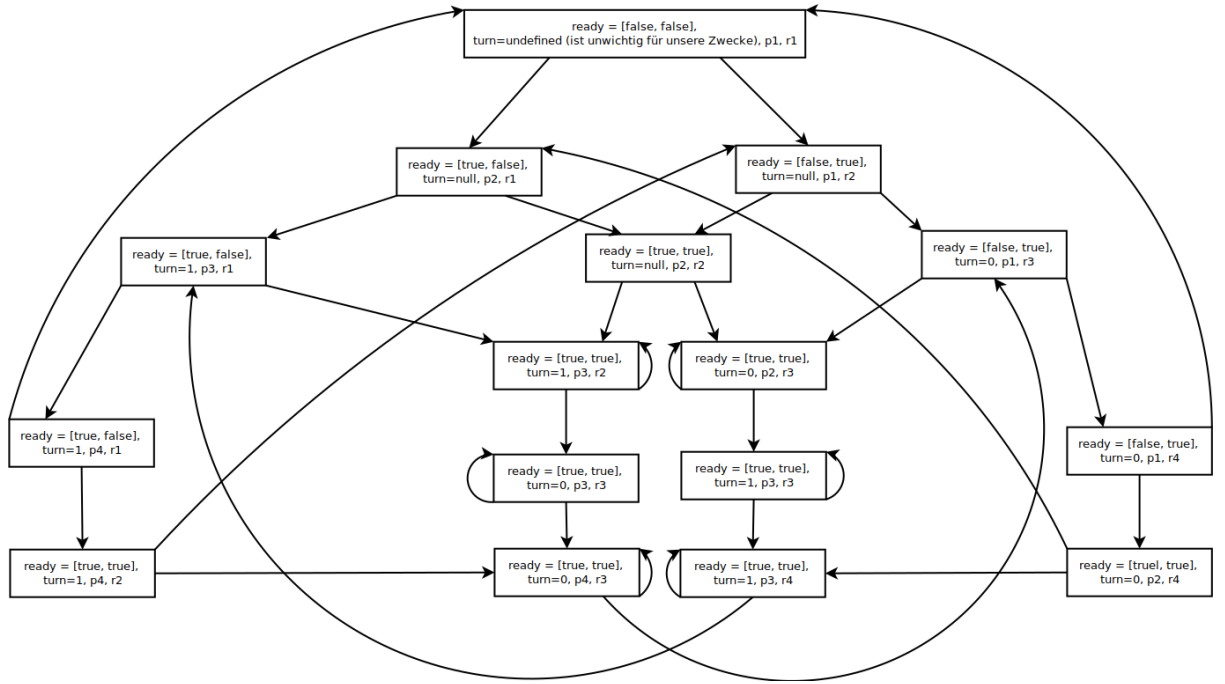 ready = [false, false],
turn=undefined (ist unwichtig für unsere Zwecke), p1, r1
ready = [true, false],
turn=null, p2, r1
ready = [false, true],
turn=null, p1, r2
ready = [true, false],
turn=1, p3, r1
ready = [true, true],
turn=null, p2, r2
ready = [false, true],
turn=0, p1, r3
ready = [true, true],
turn=1, p3, r2
ready = [true, true],
turn=0, p2, r3
ready = [true, false],
turn=1, p4, r1
ready = [false, true],
turn=0, p1, r4
ready = [true, true],
turn=0, p3, r3
ready = [true, true],
turn=1, p3, r3
ready = [true, true],
turn=1, p4, r2
ready = [true, true],
turn=0, p4, r3
ready = [true, true],
turn=1, p3, r4
ready = [truel, true],
turn=0, p2, r4